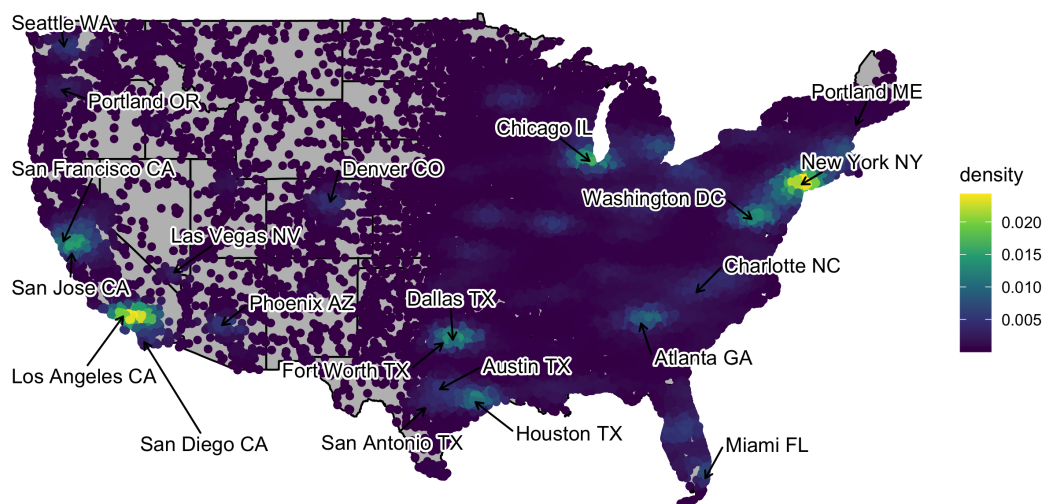 Seattle WA
Portland OR
Portland ME
Chicago IL
San Francisco CA
Denver CO
New York NY
density
Washington DC
0.020
Las Vegas NV
0.015
Charlotte NC
San Jose CA
0.010
Phoenix AZ
Dallas TX
0.005
Los Angeles CA
Fort Worth TX
Austin TX
Atlanta GA
San Diego CA
San Antonio TX
Houston TX
Miami FL